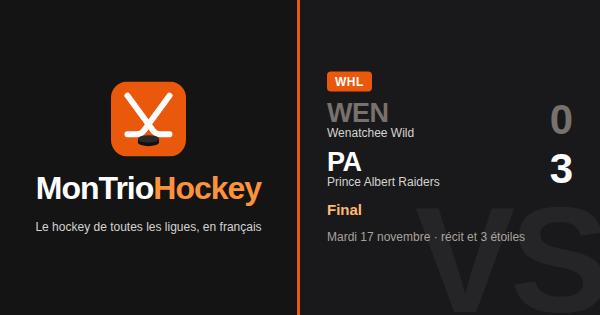 MonTrioHockey
Le hockey de toutes les ligues, en français
WHL
WEN 0
Wenatchee Wild
PA 3
Prince Albert Raiders
Final
Mardi 17 novembre · récit et 3 étoiles
VS